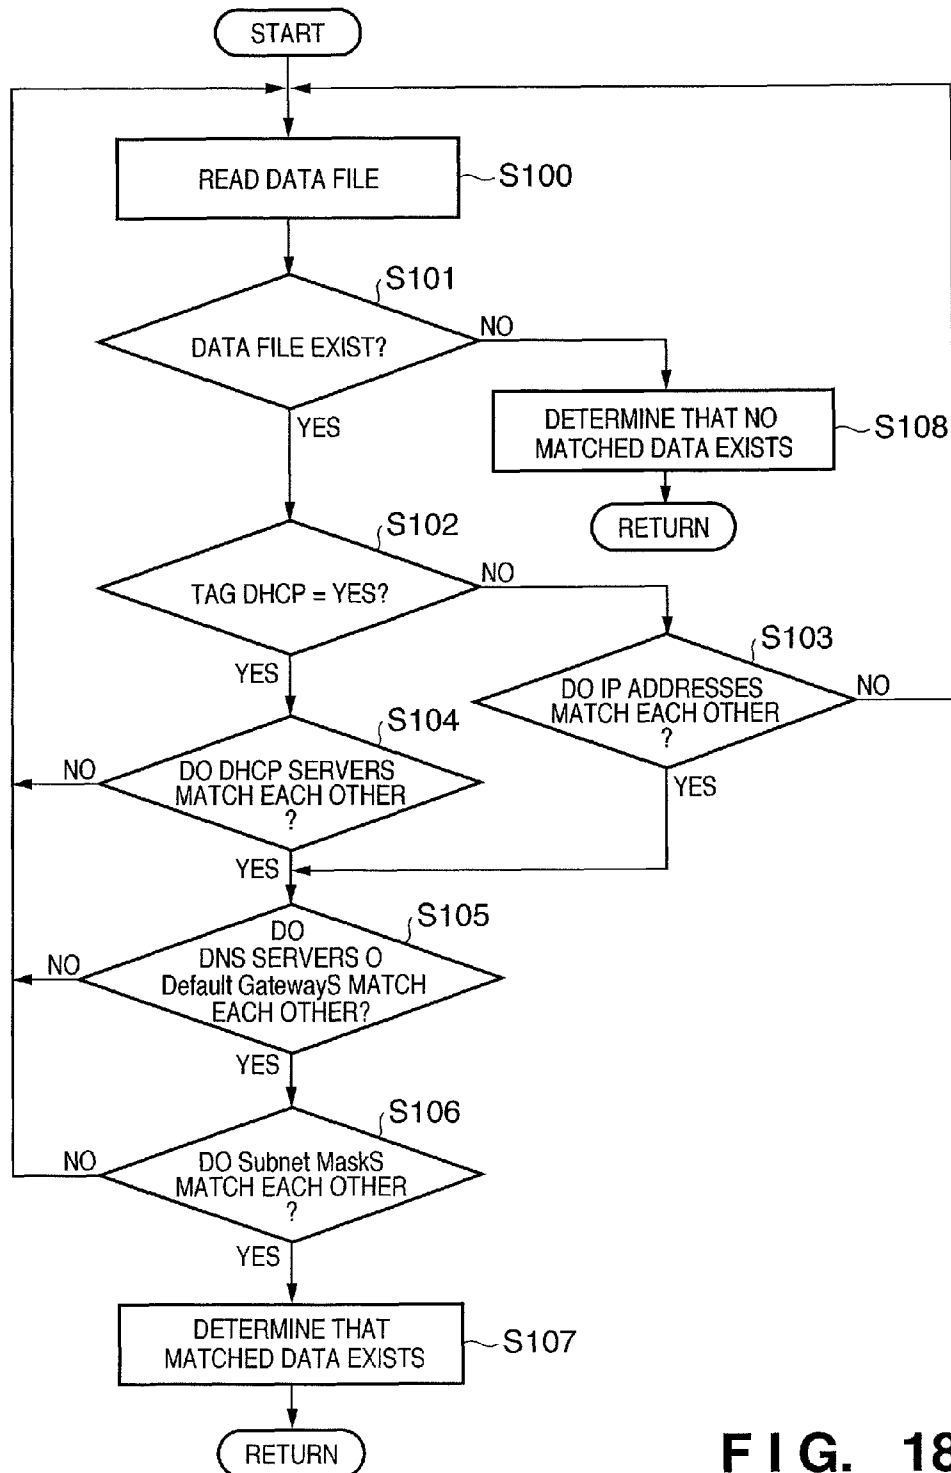 START
READ DATA FILE
S100
S101
DATA FILE EXIST?
NO
YES
DETERMINE THAT NO
MATCHED DATA EXISTS
S108
RETURN
S102
TAG DHCP = YES?
NO
YES
S103
DO IP ADDRESSES
MATCH EACH OTHER
?
NO
YES
S104
DO DHCP SERVERS
MATCH EACH OTHER
?
NO
YES
S105
DO
DNS SERVERS O
Default GatewayS MATCH
EACH OTHER?
NO
YES
S106
DO Subnet MaskS
MATCH EACH OTHER
?
NO
YES
DETERMINE THAT
MATCHED DATA EXISTS
S107
RETURN
FIG. 18